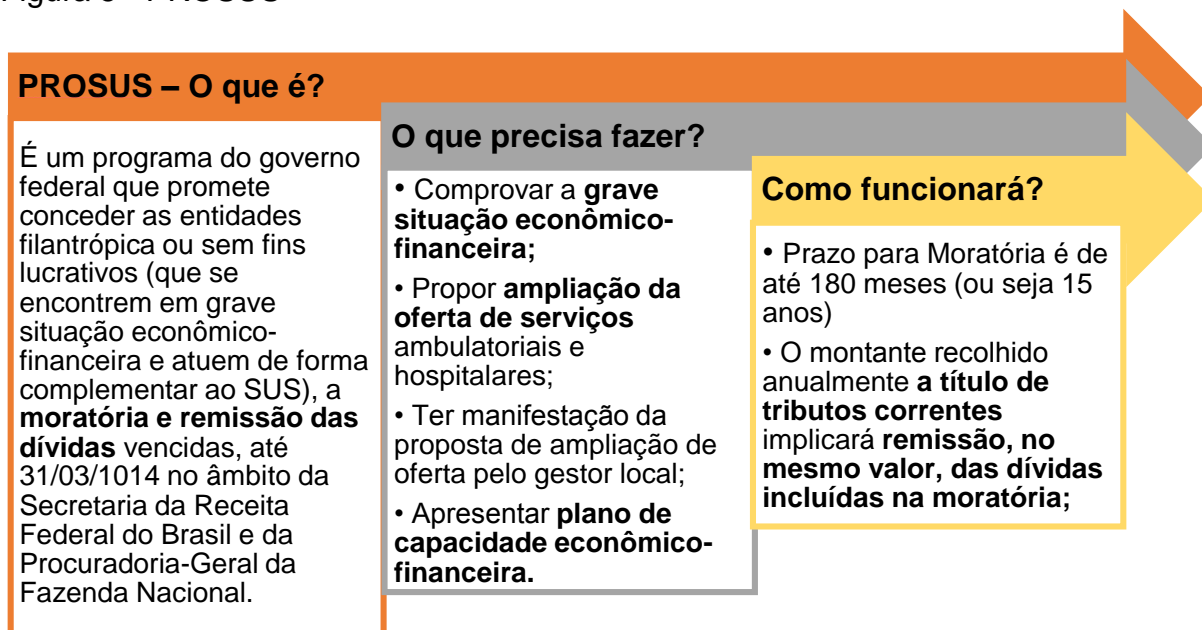 PROSUS – O que é?
É um programa do governo
federal que promete
conceder as entidades
filantrópica ou sem fins
lucrativos (que se
encontrem em grave
situação econômico-
financeira e atuem de forma
complementar ao SUS), a
moratória e remissão das
dívidas vencidas, até
31/03/1014 no âmbito da
Secretaria da Receita
Federal do Brasil e da
Procuradoria-Geral da
Fazenda Nacional.
O que precisa fazer?
• Comprovar a grave
situação econômico-
financeira;
• Propor ampliação da
oferta de serviços
ambulatoriais e
hospitalares;
• Ter manifestação da
proposta de ampliação de
oferta pelo gestor local;
• Apresentar plano de
capacidade econômico-
financeira.
Como funcionará?
• Prazo para Moratória é de
até 180 meses (ou seja 15
anos)
• O montante recolhido
anualmente a título de
tributos correntes
implicará remissão, no
mesmo valor, das dívidas
incluídas na moratória;